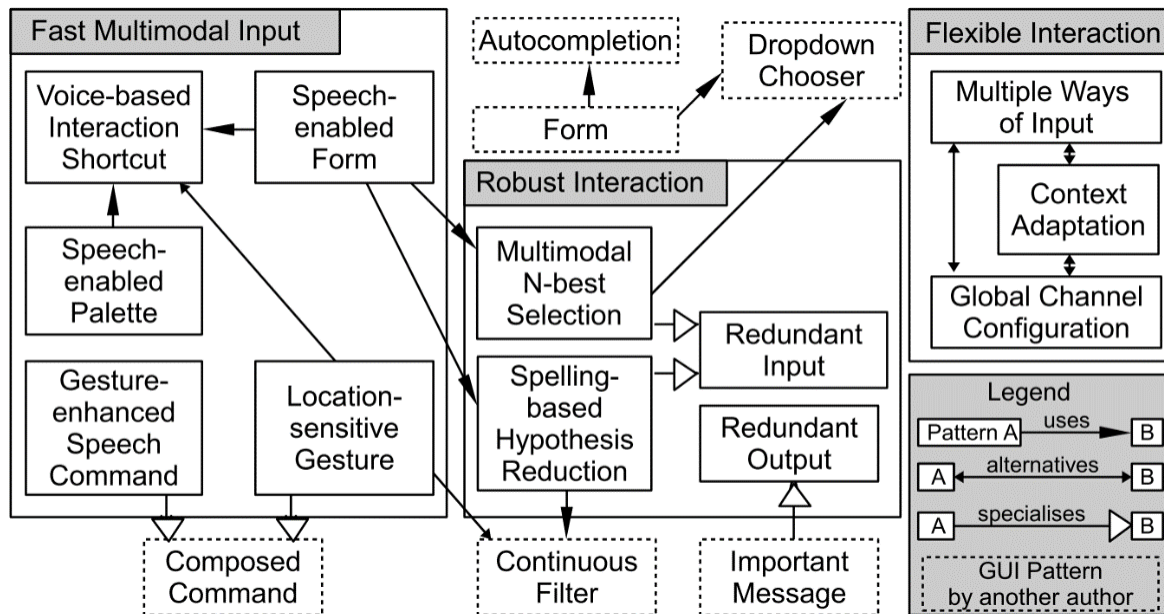 Fast Multimodal Input
Voice-based
Interaction
Shortcut
Speech-
enabled
Form
Speech-
enabled
Palette
Gesture-
enhanced
Speech
Command
Location-
sensitive
Gesture
Composed
Command
Autocompletion
Form
Dropdown
Chooser
Robust Interaction
Multimodal
N-best
Selection
Redundant
Input
Spelling-
based
Hypothesis
Reduction
Redundant
Output
Continuous
Filter
Important
Message
Flexible Interaction
Multiple Ways
of Input
Context
Adaptation
Global Channel
Configuration
Legend
Pattern A uses B
A alternatives B
A specialises B
GUI Pattern
by another author